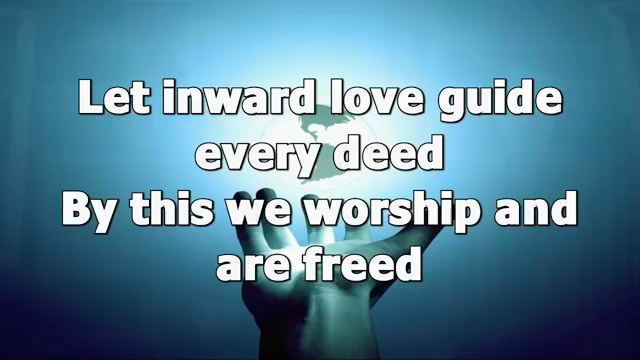 Let inward love guide
every deed
By this we worship and
are freed